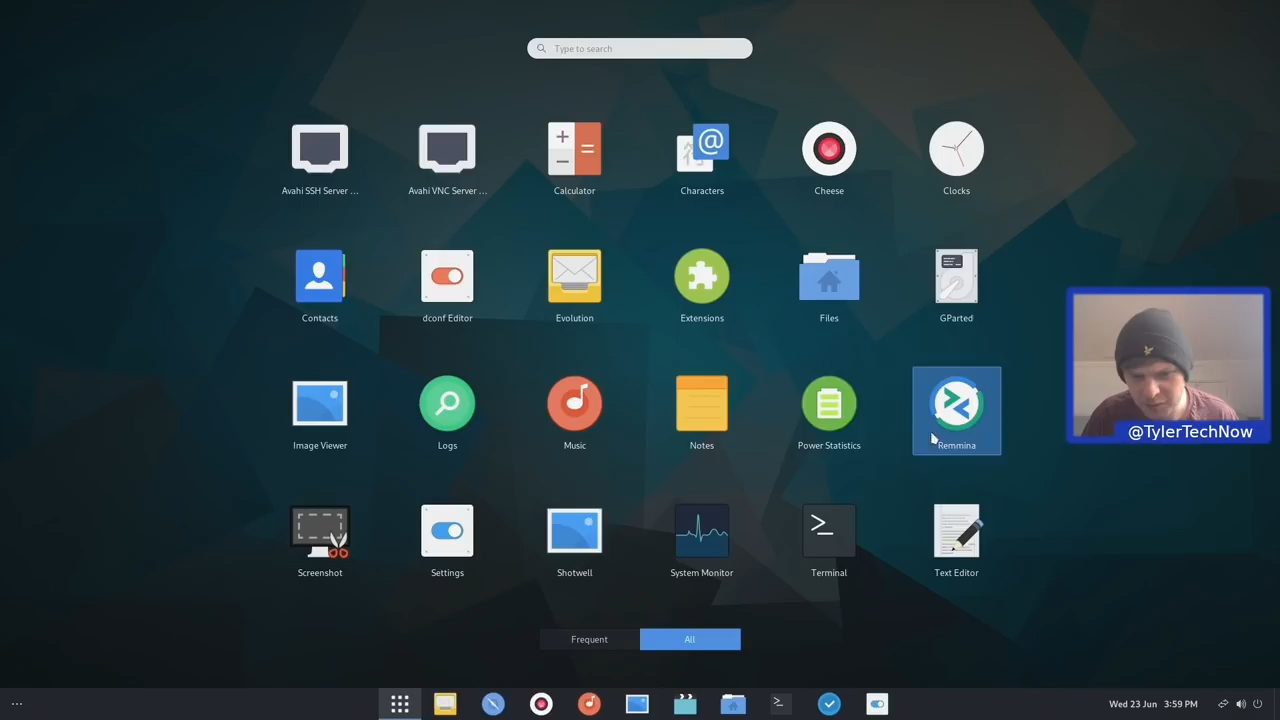 Type to search
Avahi SSH Server ...
Avahi VNC Server ...
Calculator
Characters
Cheese
Clocks
Contacts
dconf Editor
Evolution
Extensions
Files
GParted
Image Viewer
Logs
Music
Notes
Power Statistics
Remmina
@TylerTechNow
Screenshot
Settings
Shotwell
System Monitor
Terminal
Text Editor
Frequent
All
Wed 23 Jun 3:59 PM